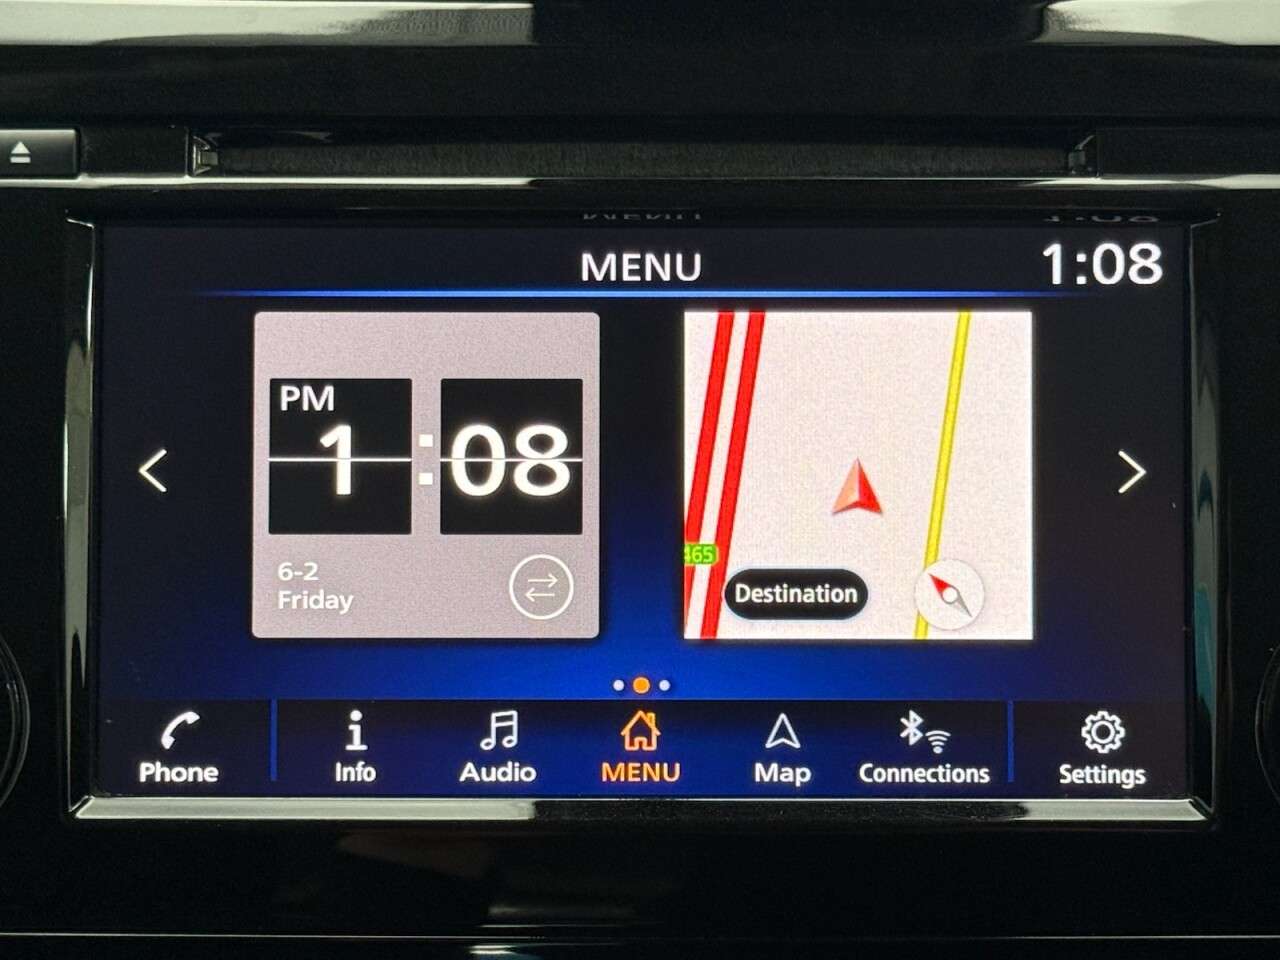 MENU
1:08
PM
1:08
6-2
Friday
465
Destination
Phone
Info
Audio
MENU
Map
Connections
Settings